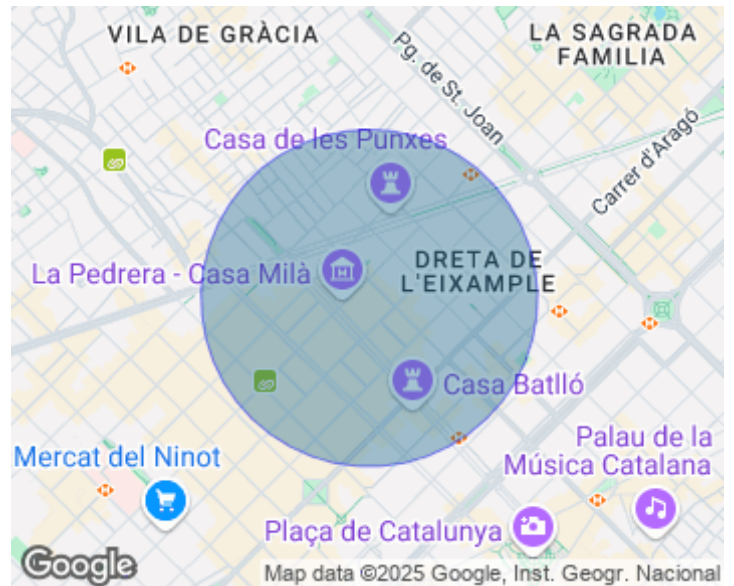 VILA DE GRÀCIA
LA SAGRADA
FAMILIA
Pg. de St. Joan
Casa de les Punxes
Carrer d'Aragó
La Pedrera - Casa Milà
DRETA DE
L'EIXAMPLE
Casa Batlló
Mercat del Ninot
Palau de la
Música Catalana
Plaça de Catalunya
Google
Map data ©2025 Google, Inst. Geogr. Nacional